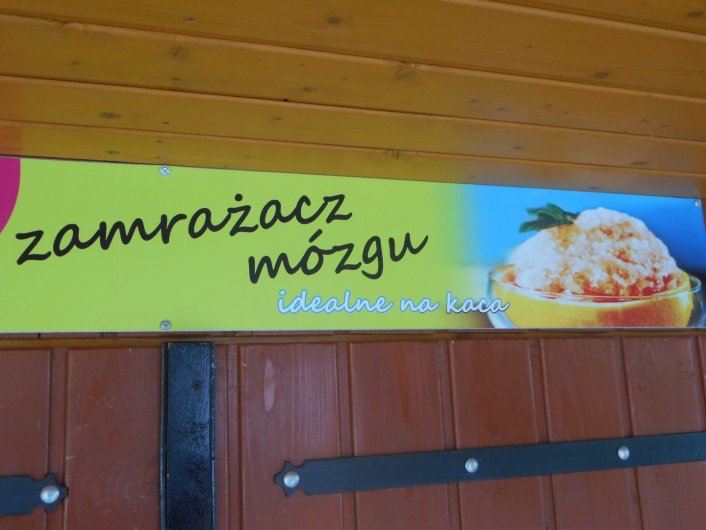 zamrażacz
mózgu
idealne na kaca